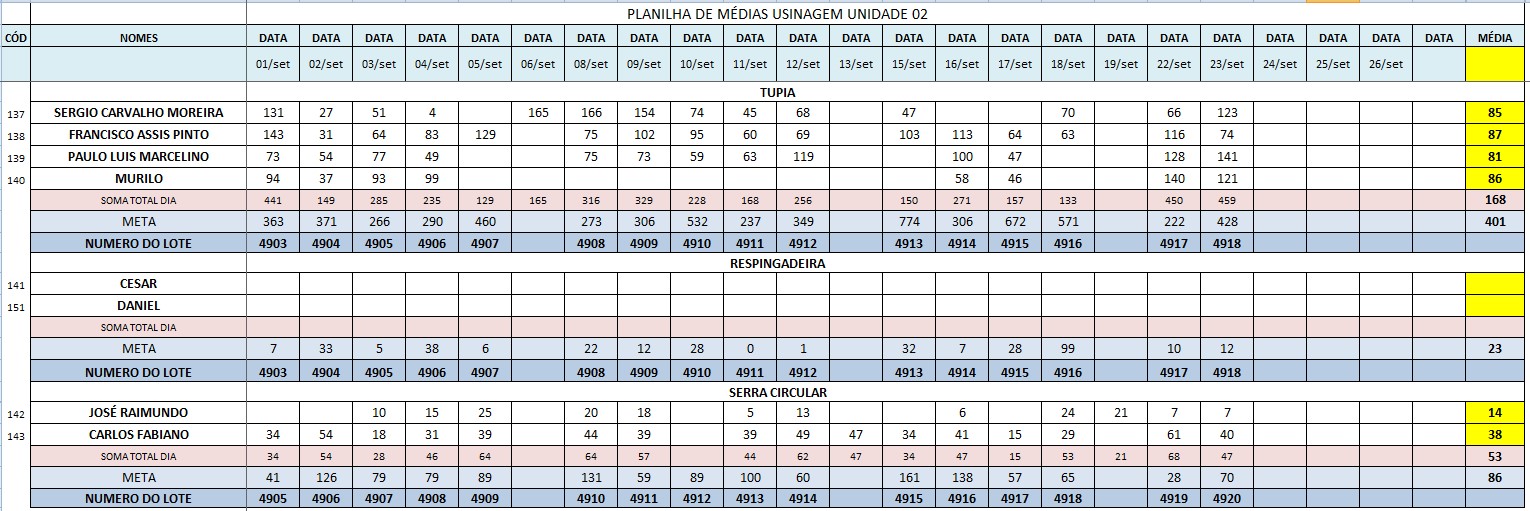 PLANILHA DE MÉDIAS USINAGEM UNIDADE 02
CÓD NOMES DATA DATA DATA DATA DATA DATA DATA DATA DATA DATA DATA DATA DATA DATA DATA DATA DATA DATA DATA DATA DATA DATA DATA MÉDIA
01/set 02/set 03/set 04/set 05/set 06/set 08/set 09/set 10/set 11/set 12/set 13/set 15/set 16/set 17/set 18/set 19/set 22/set 23/set 24/set 25/set 26/set
TUPIA
137 SERGIO CARVALHO MOREIRA 131 27 51 4 165 166 154 74 45 68 47 70 66 123 85
138 FRANCISCO ASSIS PINTO 143 31 64 83 129 75 102 95 60 69 103 113 64 63 116 74 87
139 PAULO LUIS MARCELINO 73 54 77 49 75 73 59 63 119 100 47 128 141 81
140 MURILO 94 37 93 99 58 46 140 121 86
SOMA TOTAL DIA 441 149 285 235 129 165 316 329 228 168 256 150 271 157 133 450 459 168
META 363 371 266 290 460 273 306 532 237 349 774 306 672 571 222 428 401
NUMERO DO LOTE 4903 4904 4905 4906 4907 4908 4909 4910 4911 4912 4913 4914 4915 4916 4917 4918
RESPINGADEIRA
141 CESAR
151 DANIEL
SOMA TOTAL DIA
META 7 33 5 38 6 22 12 28 0 1 32 7 28 99 10 12 23
NUMERO DO LOTE 4903 4904 4905 4906 4907 4908 4909 4910 4911 4912 4913 4914 4915 4916 4917 4918
SERRA CIRCULAR
142 JOSÉ RAIMUNDO 10 15 25 20 18 5 13 6 24 21 7 7 14
143 CARLOS FABIANO 34 54 18 31 39 44 39 39 49 47 34 41 15 29 61 40 38
SOMA TOTAL DIA 34 54 28 46 64 64 57 44 62 47 34 47 15 53 21 68 47 53
META 41 126 79 79 89 131 59 89 100 60 161 138 57 65 28 70 86
NUMERO DO LOTE 4905 4906 4907 4908 4909 4910 4911 4912 4913 4914 4915 4916 4917 4918 4919 4920